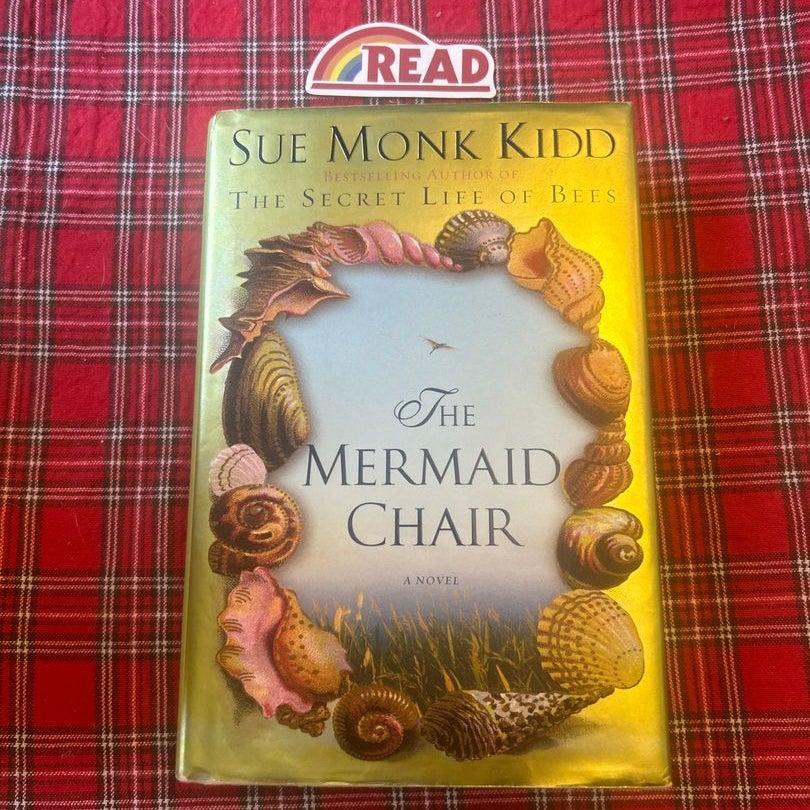 READ
SUE MONK KIDD
BESTSELLING AUTHOR OF
THE SECRET LIFE OF BEES
THE
MERMAID
CHAIR
A NOVEL